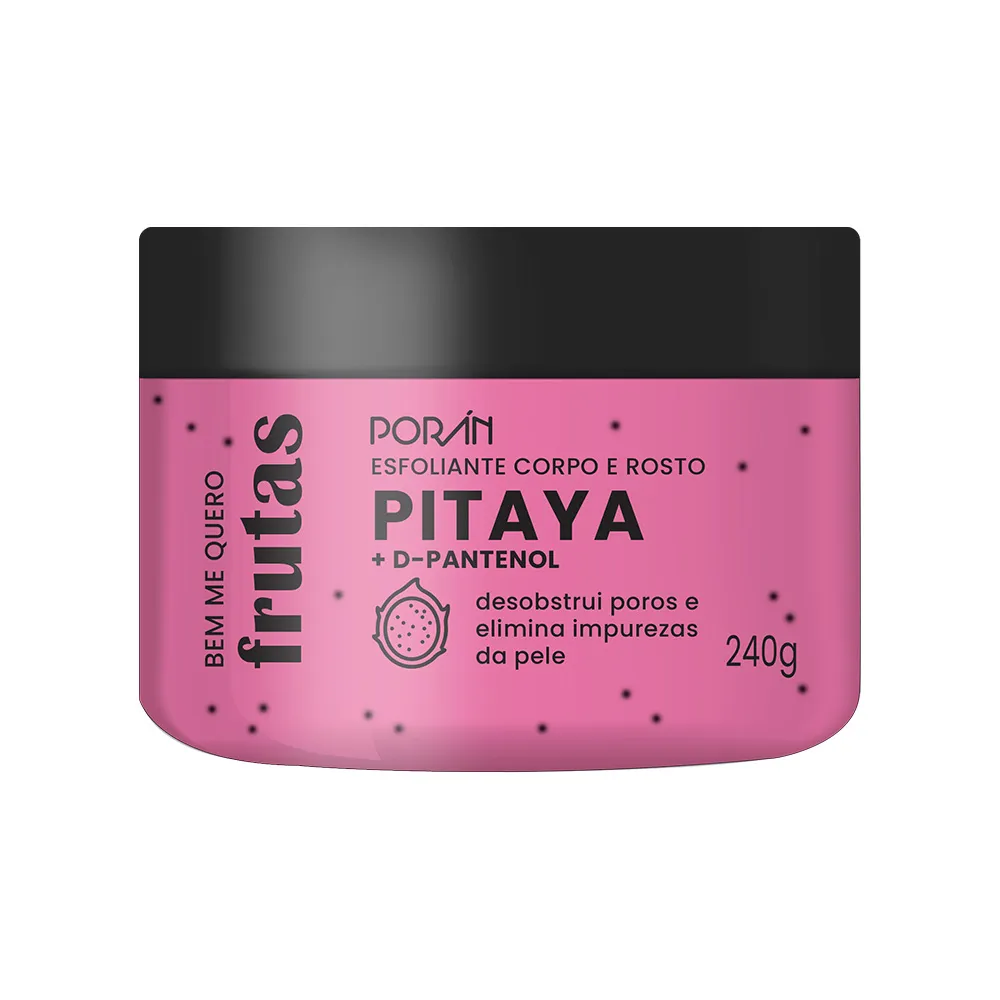 BEM ME QUERO
frutas
PORÁN
ESFOLIANTE CORPO E ROSTO
PITAYA
+ D-PANTENOL
desobstrui poros e
elimina impurezas
da pele
240g